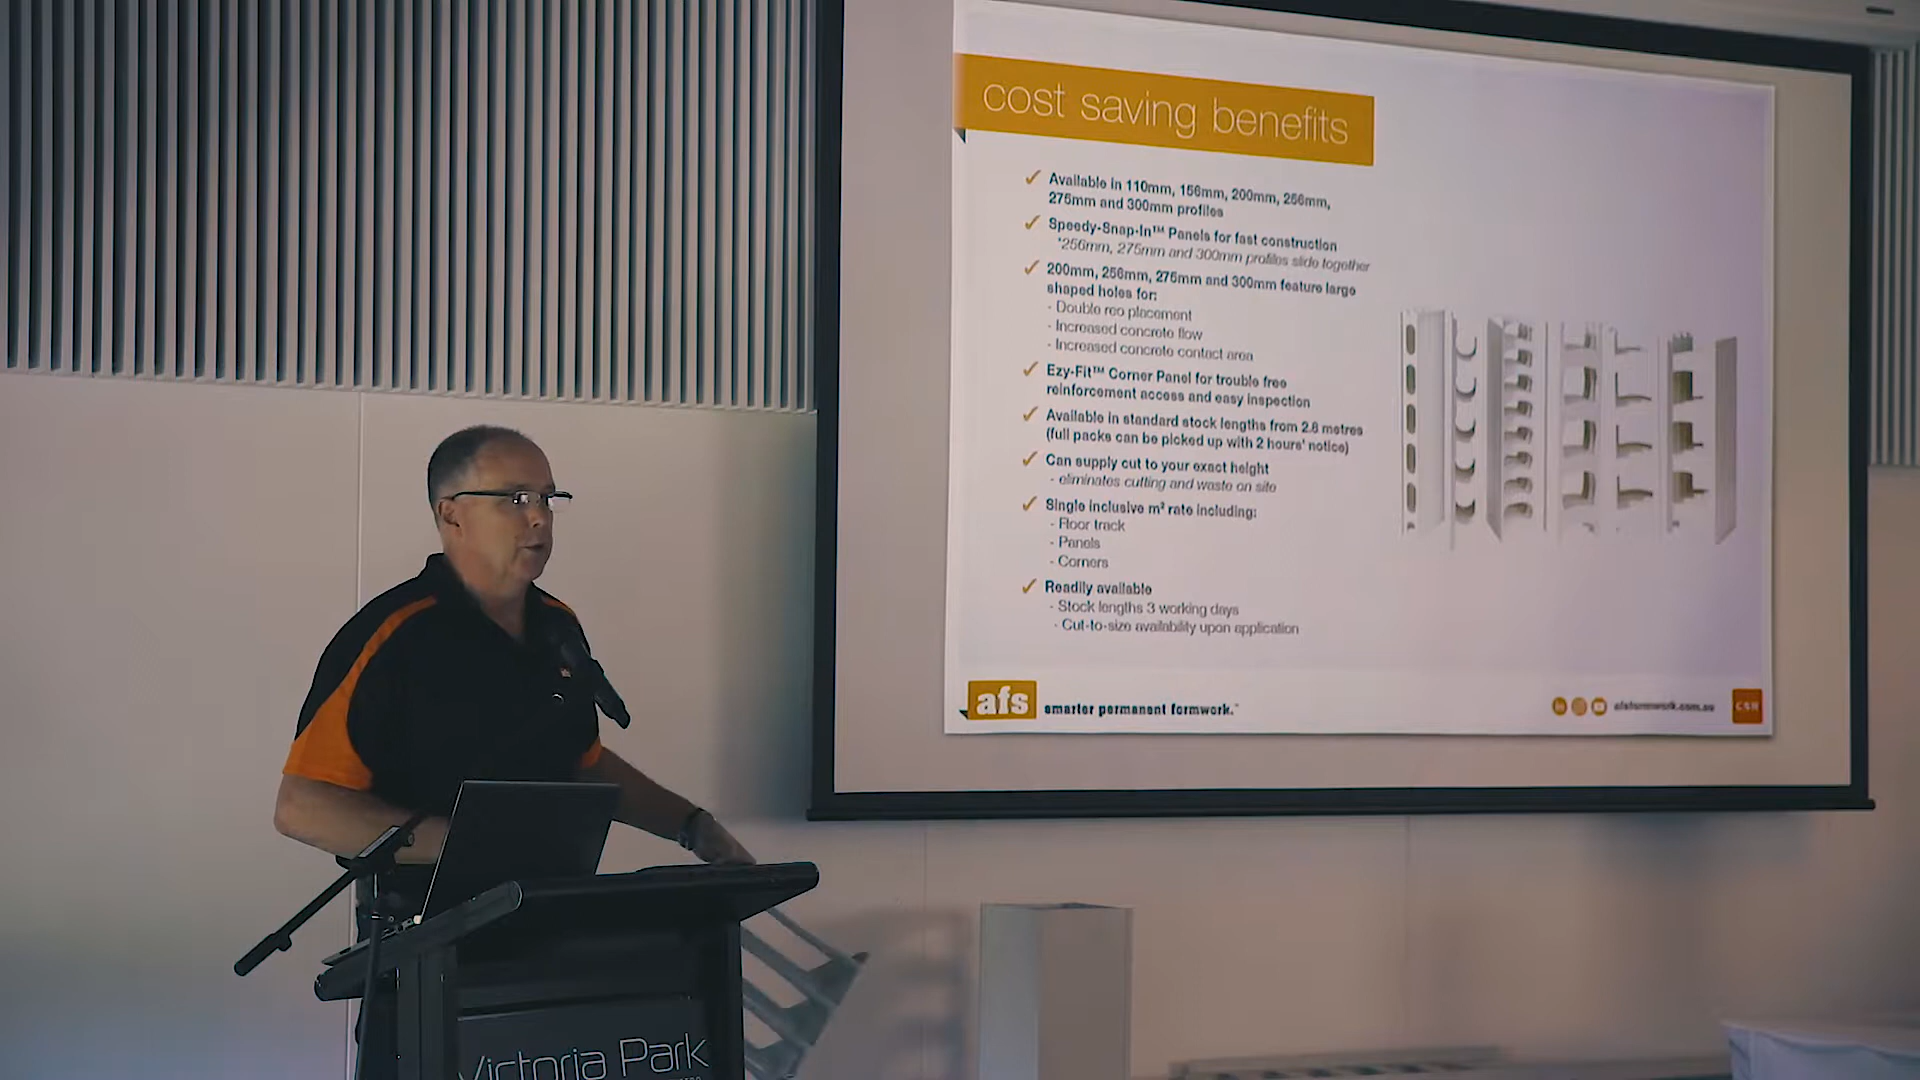 cost saving benefits
✓ Available in 110mm, 156mm, 200mm, 256mm,
275mm and 300mm profiles
✓ Speedy-Snap-In™ Panels for fast construction
*256mm, 275mm and 300mm profiles slide together
✓ 200mm, 256mm, 275mm and 300mm feature large
shaped holes for:
- Double reo placement
- Increased concrete flow
- Increased concrete contact area
✓ Ezy-Fit™ Corner Panel for trouble free
reinforcement access and easy inspection
✓ Available in standard stock lengths from 2.8 metres
(full packs can be picked up with 2 hours' notice)
✓ Can supply cut to your exact height
- eliminates cutting and waste on site
✓ Single inclusive m² rate including:
- Floor track
- Panels
- Corners
✓ Readily available
- Stock lengths 3 working days
- Cut-to-size availability upon application
afs smarter permanent formwork.™
in afsformwork.com.au CSR
Victoria Park